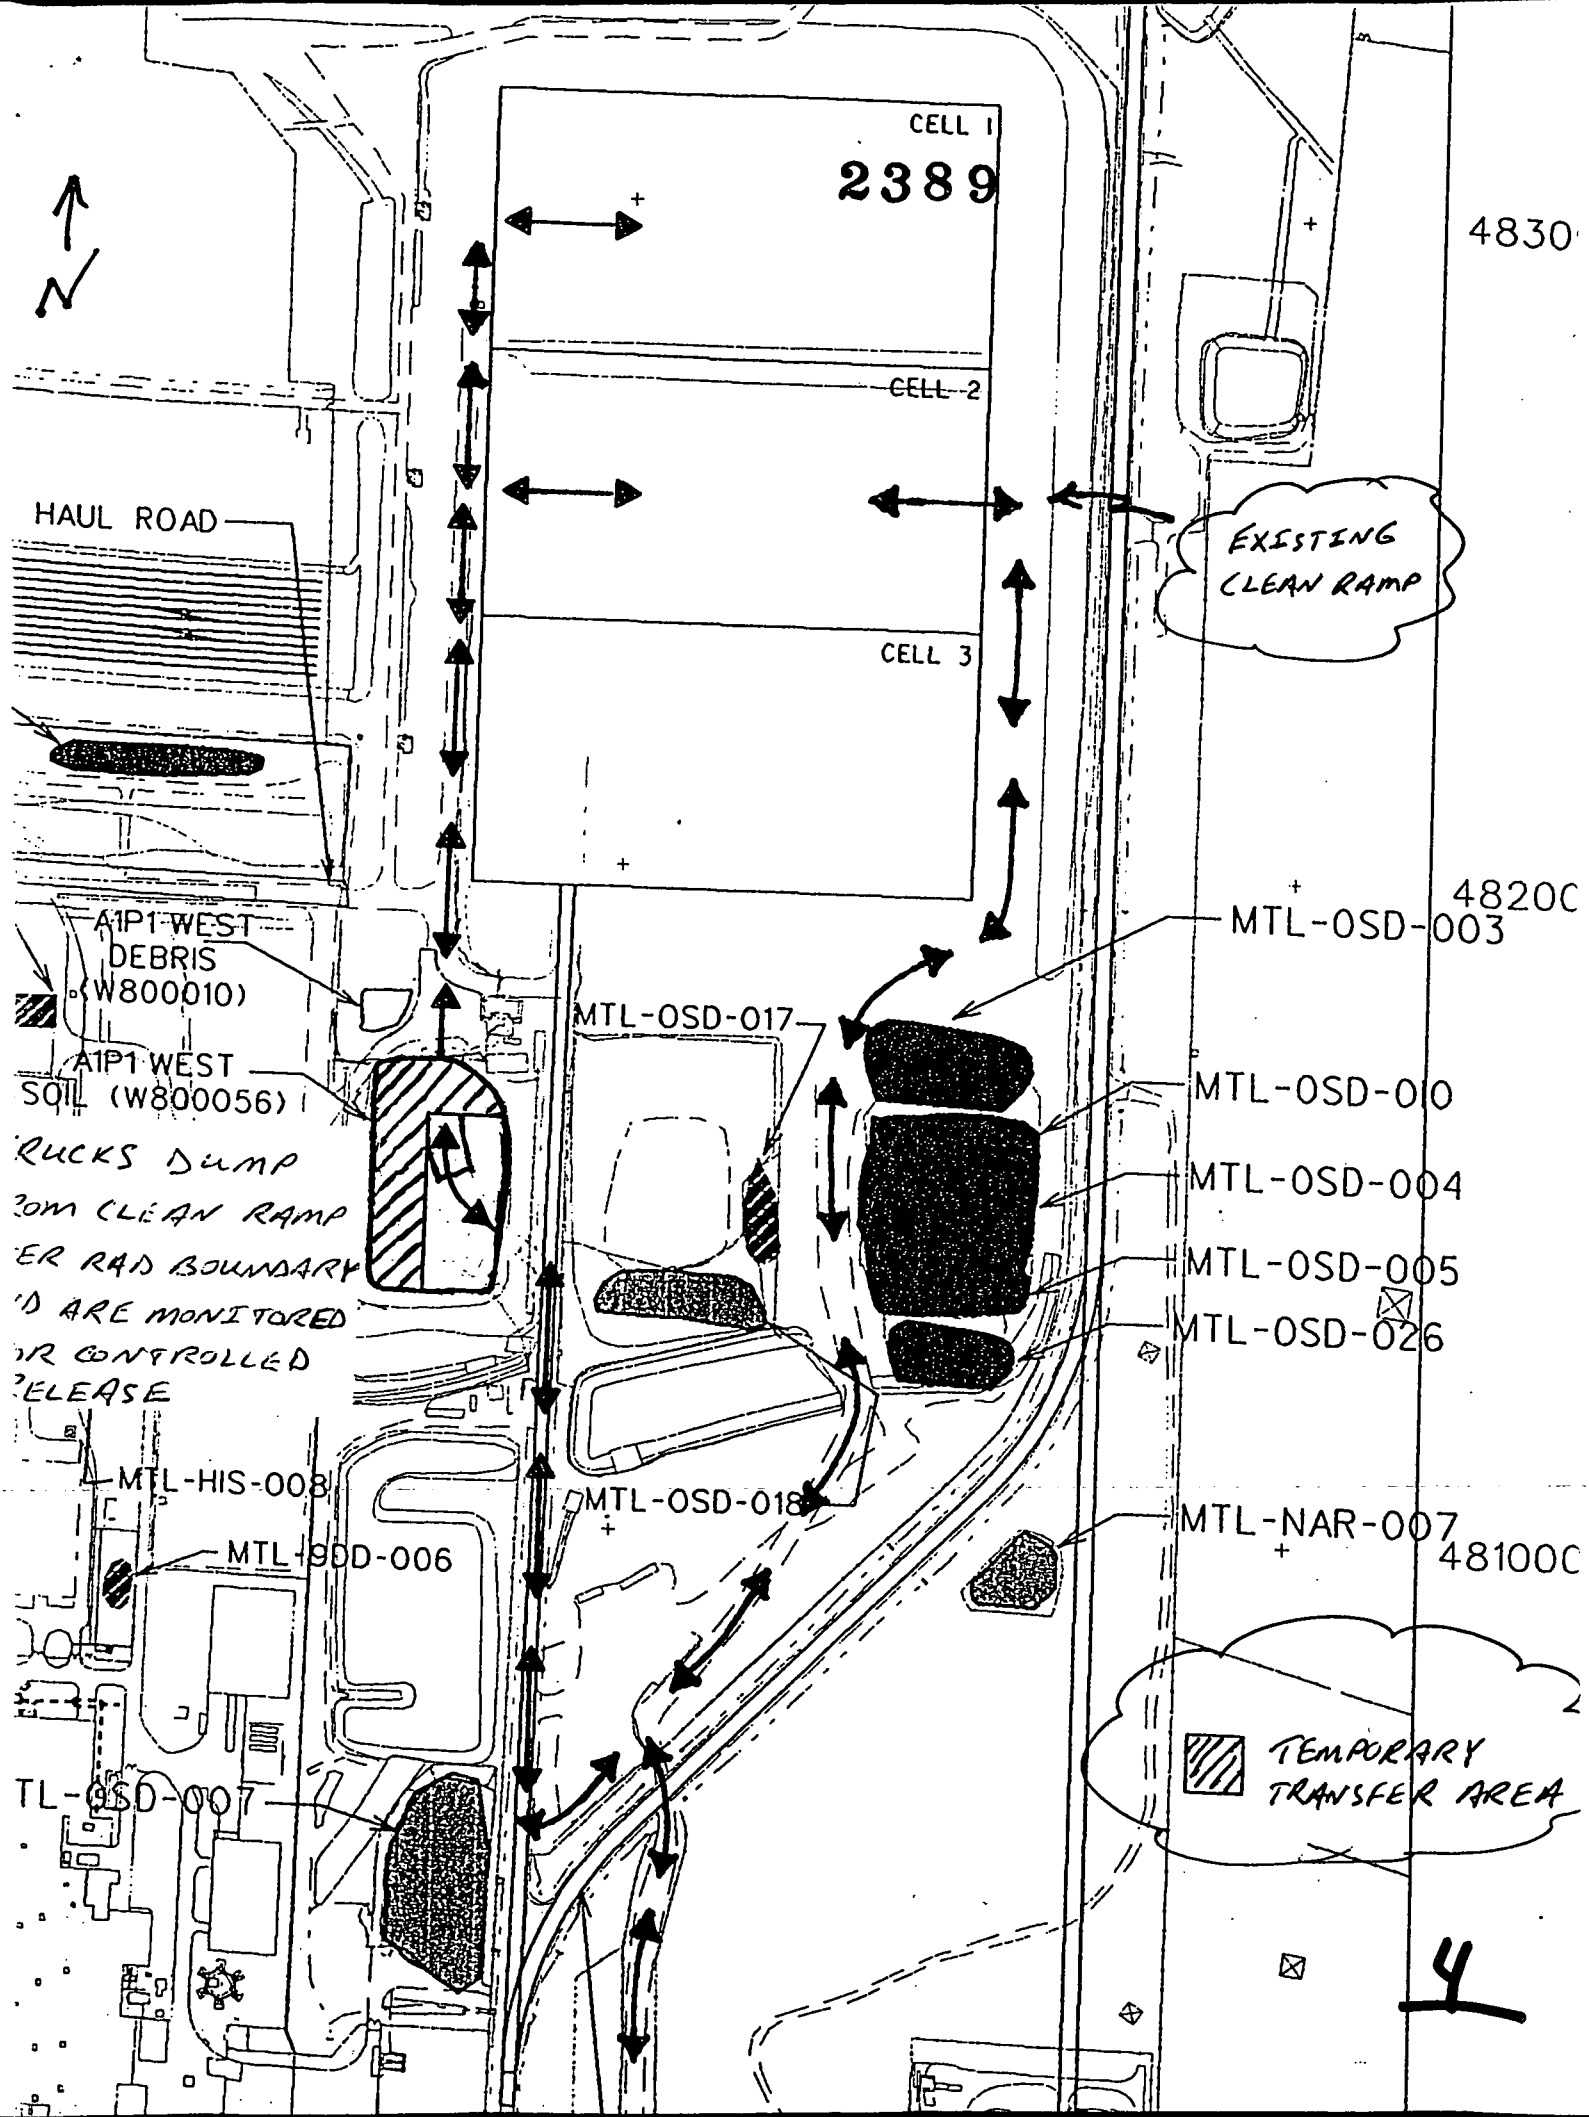 CELL 1
2389
4830
N
CELL 2
HAUL ROAD
EXISTING
CLEAN RAMP
CELL 3
48200
MTL-OSD-003
A1P1 WEST
DEBRIS
(W800010)
MTL-OSD-017
A1P1 WEST
SOIL (W800056)
MTL-OSD-010
RUCKS DUMP
OM CLEAN RAMP
ER RAD BOUNDARY
D ARE MONITORED
OR CONTROLLED
ELEASE
MTL-OSD-004
MTL-OSD-005
MTL-OSD-026
MTL-HIS-008
MTL-OSD-018
MTL-NAR-007
48100
MTL-9DD-006
TEMPORARY
TRANSFER AREA
TL-OSD-007
4